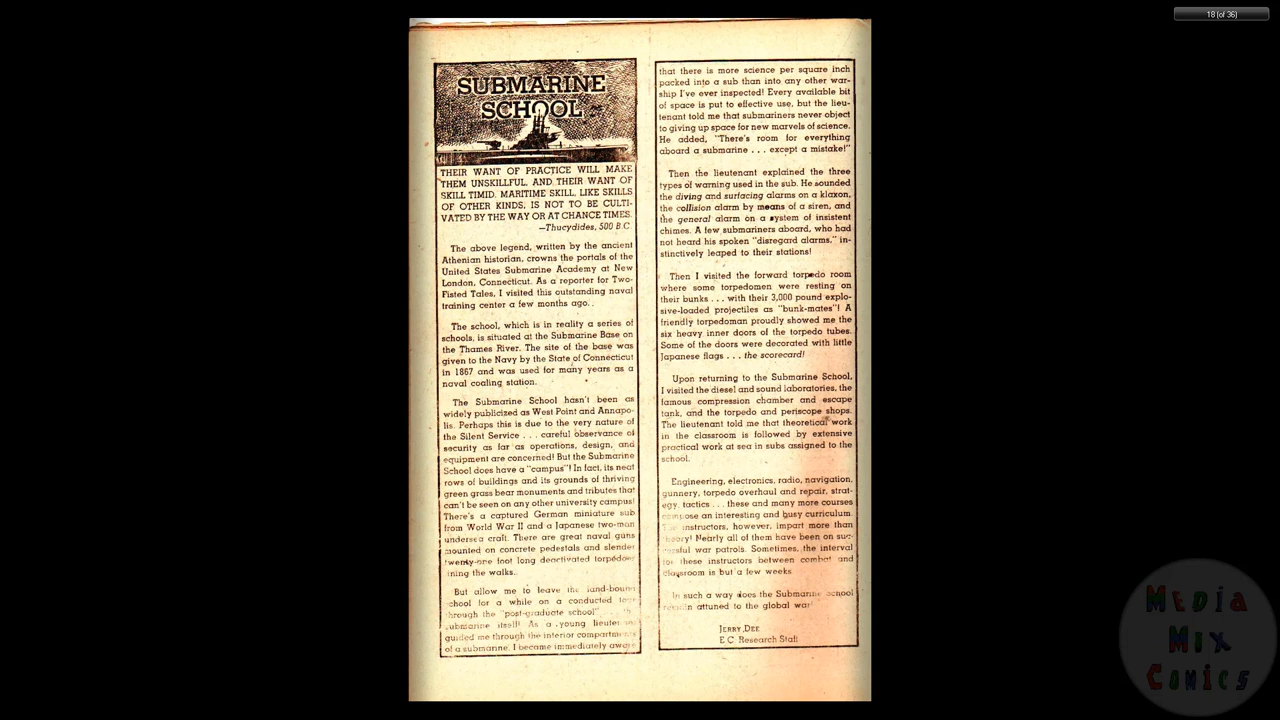 18 (of 36)
SUBMARINE
SCHOOL
THEIR WANT OF PRACTICE WILL MAKE
THEM UNSKILLFUL, AND THEIR WANT OF
SKILL TIMID. MARITIME SKILL, LIKE SKILLS
OF OTHER KINDS, IS NOT TO BE CULTI-
VATED BY THE WAY OR AT CHANCE TIMES.
—Thucydides, 500 B.C.
The above legend, written by the ancient
Athenian historian, crowns the portals of the
United States Submarine Academy at New
London, Connecticut. As a reporter for Two-
Fisted Tales, I visited this outstanding naval
training center a few months ago.
The school, which is in reality a series of
schools, is situated at the Submarine Base on
the Thames River. The site of the base was
given to the Navy by the State of Connecticut
in 1867 and was used for many years as a
naval coaling station.
The Submarine School hasn't been as
widely publicized as West Point and Annapo-
lis. Perhaps this is due to the very nature of
the Silent Service . . . careful observance of
security as far as operations, design, and
equipment are concerned! But the Submarine
School does have a "campus"! In fact, its neat
rows of buildings and its grounds of thriving
green grass bear monuments and tributes that
can't be seen on any other university campus!
There's a captured German miniature sub
from World War II and a Japanese two-man
undersea craft. There are great naval guns
mounted on concrete pedestals and slender
twenty-one foot long deactivated torpedoes
lining the walks.
But allow me to leave the land-bound
school for a while on a conducted tour
through the "post-graduate school" . . . the
submarine itself! As a young lieutenant
guided me through the interior compartments
of a submarine, I became immediately aware
that there is more science per square inch
packed into a sub than into any other war-
ship I've ever inspected! Every available bit
of space is put to effective use, but the lieu-
tenant told me that submariners never object
to giving up space for new marvels of science.
He added, "There's room for everything
aboard a submarine . . . except a mistake!"
Then the lieutenant explained the three
types of warning used in the sub. He sounded
the diving and surfacing alarms on a klaxon,
the collision alarm by means of a siren, and
the general alarm on a system of insistent
chimes. A few submariners aboard, who had
not heard his spoken "disregard alarms," in-
stinctively leaped to their stations!
Then I visited the forward torpedo room
where some torpedomen were resting on
their bunks . . . with their 3,000 pound explo-
sive-loaded projectiles as "bunk-mates"! A
friendly torpedoman proudly showed me the
six heavy inner doors of the torpedo tubes.
Some of the doors were decorated with little
Japanese flags . . . the scorecard!
Upon returning to the Submarine School,
I visited the diesel and sound laboratories, the
famous compression chamber and escape
tank, and the torpedo and periscope shops.
The lieutenant told me that theoretical work
in the classroom is followed by extensive
practical work at sea in subs assigned to the
school.
Engineering, electronics, radio, navigation,
gunnery, torpedo overhaul and repair, strat-
egy, tactics . . . these and many more courses
compose an interesting and busy curriculum.
The instructors, however, impart more than
theory! Nearly all of them have been on suc-
cessful war patrols. Sometimes, the interval
for these instructors between combat and
classroom is but a few weeks.
In such a way does the Submarine School
remain attuned to the global war!
JERRY DEE
E.C. Research Staff
MEDIA
MIX
COMICS